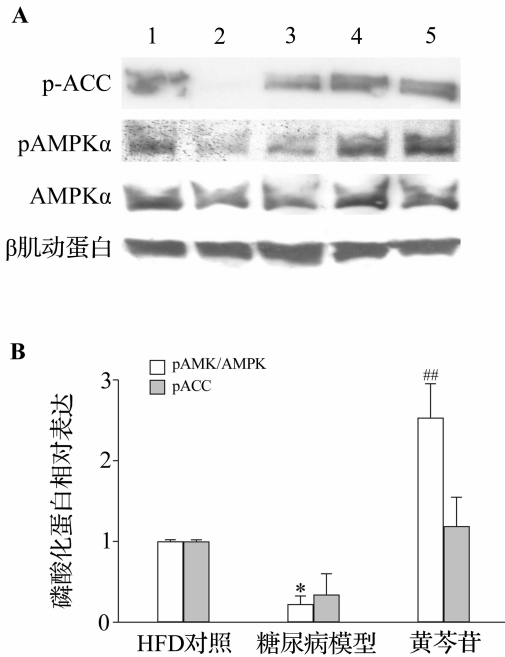 A
1 2 3 4 5
p-ACC
pAMPKα
AMPKα
β肌动蛋白
B
pAMK/AMPK
pACC
磷酸化蛋白相对表达
3
2
1
0
##
*
HFD对照 糖尿病模型 黄芩苷